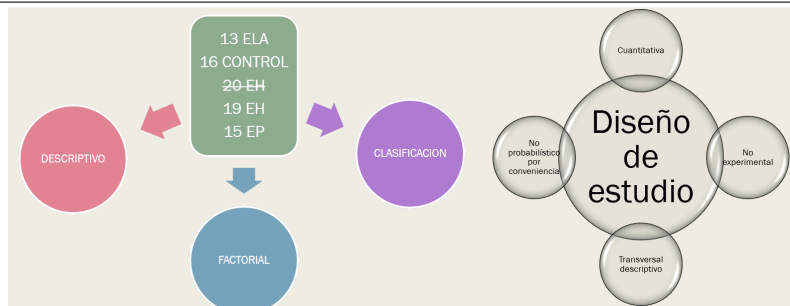 13 ELA
16 CONTROL
20 EH
19 EH
15 EP
DESCRIPTIVO
CLASIFICACION
FACTORIAL
Cuantitativa
Diseño
de
estudio
No
probabilístico
por
conveniencia
No
experimental
Transversal
descriptivo